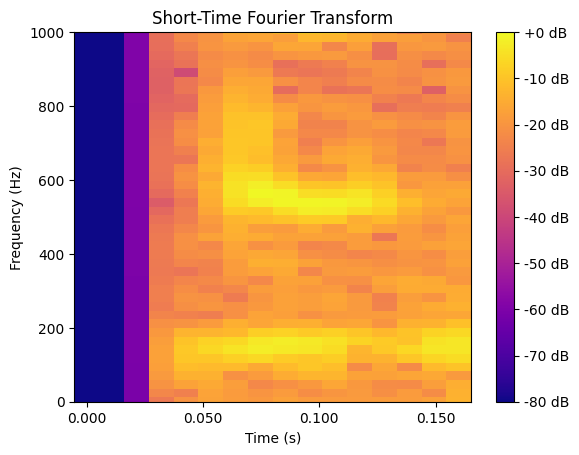 Short-Time Fourier Transform
1000
800
600
400
200
0
Frequency (Hz)
0.000
0.050
0.100
0.150
Time (s)
+0 dB
-10 dB
-20 dB
-30 dB
-40 dB
-50 dB
-60 dB
-70 dB
-80 dB